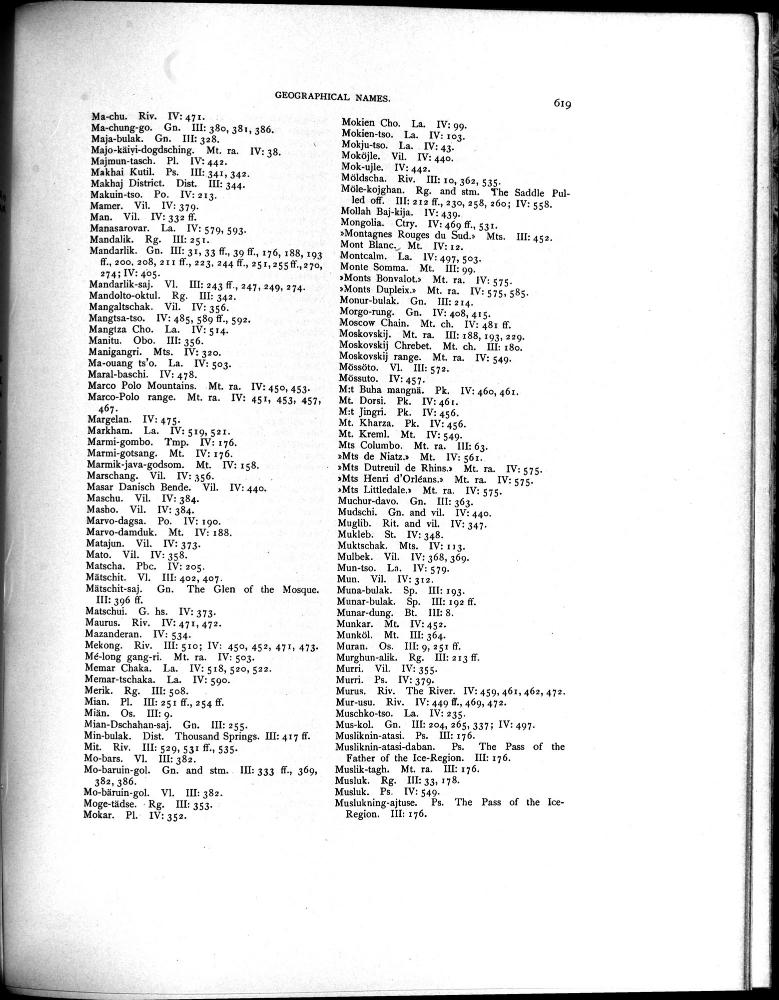 GEOGRAPHICAL NAMES.
619
Ma-chu. Riv. IV: 471.
Ma-chung-go. Gn. III: 380, 381, 386.
Maja-bulak. Gn. III: 328.
Majo-käivi-dogdsching. Mt. ra. IV: 38.
Majmun-tasch. Pl. IV: 442.
Makhai Kutil. Ps. III: 341, 342.
Makhaj District. Dist. III: 344.
Makuin-tso. Po. IV: 213.
Mamer. Vil. IV: 379.
Man. Vil. IV: 332 ff.
Manasarovar. La. IV: 579, 593.
Mandalik. Rg. III: 251.
Mandarlik. Gn. III: 31, 33 ff., 39 ff., 176, 188, 193
ff., 200, 208, 211 ff., 223, 244 ff., 251, 255 ff., 270,
274; IV: 405.
Mandarlik-saj. Vl. III: 243 ff., 247, 249, 274.
Mandolto-oktul. Rg. III: 342.
Mangaltschak. Vil. IV: 356.
Mangtsa-tso. IV: 485, 589 ff., 592.
Mangtza Cho. La. IV: 514.
Manitu. Obo. III: 356.
Manigangri. Mts. IV: 320.
Ma-ouang ts'o. La. IV: 503.
Maral-baschi. IV: 478.
Marco Polo Mountains. Mt. ra. IV: 450, 453.
Marco-Polo range. Mt. ra. IV: 451, 453, 457,
467.
Margelan. IV: 475.
Markham. La. IV: 519, 521.
Marmi-gombo. Tmp. IV: 176.
Marmi-gotsang. Mt. IV: 176.
Marmik-java-godsom. Mt. IV: 158.
Marschang. Vil. IV: 356.
Masar Danisch Bende. Vil. IV: 440.
Maschu. Vil. IV: 384.
Masho. Vil. IV: 384.
Marvo-dagsa. Po. IV: 190.
Marvo-damduk. Mt. IV: 188.
Matajun. Vil. IV: 373.
Mato. Vil. IV: 358.
Matscha. Pbc. IV: 205.
Mätschit. Vl. III: 402, 407.
Mätschit-saj. Gn. The Glen of the Mosque.
III: 396 ff.
Matschui. G. hs. IV: 373.
Maurus. Riv. IV: 471, 472.
Mazanderan. IV: 534.
Mekong. Riv. III: 510; IV: 450, 452, 471, 473.
Mé-long gang-ri. Mt. ra. IV: 503.
Memar Chaka. La. IV: 518, 520, 522.
Memar-tschaka. La. IV: 590.
Merik. Rg. III: 508.
Mian. Pl. III: 251 ff., 254 ff.
Miän. Os. III: 9.
Mian-Dschahan-saj. Gn. III: 255.
Min-bulak. Dist. Thousand Springs. III: 417 ff.
Mit. Riv. III: 529, 531 ff., 535.
Mo-bars. Vl. III: 382.
Mo-baruin-gol. Gn. and stm. III: 333 ff., 369,
382, 386.
Mo-bäruin-gol. Vl. III: 382.
Moge-tädse. Rg. III: 353.
Mokar. Pl. IV: 352.
Mokien Cho. La. IV: 99.
Mokien-tso. La. IV: 103.
Mokju-tso. La. IV: 43.
Moköjle. Vil. IV: 440.
Mok-ujle. IV: 442.
Möldscha. Riv. III: 10, 362, 535.
Möle-kojghan. Rg. and stm. The Saddle Pul-
led off. III: 212 ff., 230, 258, 260; IV: 558.
Mollah Baj-kija. IV: 439.
Mongolia. Ctry. IV: 469 ff., 531.
»Montagnes Rouges du Sud.» Mts. III: 452.
Mont Blanc. Mt. IV: 12.
Montcalm. La. IV: 497, 503.
Monte Somma. Mt. III: 99.
»Monts Bonvalot.» Mt. ra. IV: 575.
»Monts Dupleix.» Mt. ra. IV: 575, 585.
Monur-bulak. Gn. III: 214.
Morgo-rung. Gn. IV: 408, 415.
Moscow Chain. Mt. ch. IV: 481 ff.
Moskovskij. Mt. ra. III: 188, 193, 229.
Moskovskij Chrebet. Mt. ch. III: 180.
Moskovskij range. Mt. ra. IV: 549.
Mössöto. Vl. III: 572.
Mössuto. IV: 457.
M:t Buha mangnä. Pk. IV: 460, 461.
Mt. Dorsi. Pk. IV: 461.
M:t Jingri. Pk. IV: 456.
Mt. Kharza. Pk. IV: 456.
Mt. Kreml. Mt. IV: 549.
Mts Columbo. Mt. ra. III: 63.
»Mts de Niatz.» Mt. IV: 561.
»Mts Dutreuil de Rhins.» Mt. ra. IV: 575.
»Mts Henri d'Orléans.» Mt. ra. IV: 575.
»Mts Littledale.» Mt. ra. IV: 575.
Muchur-davo. Gn. III: 363.
Mudschi. Gn. and vil. IV: 440.
Muglib. Rit. and vil. IV: 347.
Mukleb. St. IV: 348.
Muktschak. Mts. IV: 113.
Mulbek. Vil. IV: 368, 369.
Mun-tso. La. IV: 579.
Mun. Vil. IV: 312.
Muna-bulak. Sp. III: 193.
Munar-bulak. Sp. III: 192 ff.
Munar-dung. Bt. III: 8.
Munkar. Mt. IV: 452.
Munköl. Mt. III: 364.
Muran. Os. III: 9, 251 ff.
Murghun-alik. Rg. III: 213 ff.
Murri. Vil. IV: 355.
Murri. Ps. IV: 379.
Murus. Riv. The River. IV: 459, 461, 462, 472.
Mur-usu. Riv. IV: 449 ff., 469, 472.
Muschko-tso. La. IV: 235.
Mus-kol. Gn. III: 204, 265, 337; IV: 497.
Musliknin-atasi. Ps. III: 176.
Musliknin-atasi-daban. Ps. The Pass of the
Father of the Ice-Region. III: 176.
Muslik-tagh. Mt. ra. III: 176.
Musluk. Rg. III: 33, 178.
Musluk. Ps. IV: 549.
Muslukning-ajtuse. Ps. The Pass of the Ice-
Region. III: 176.